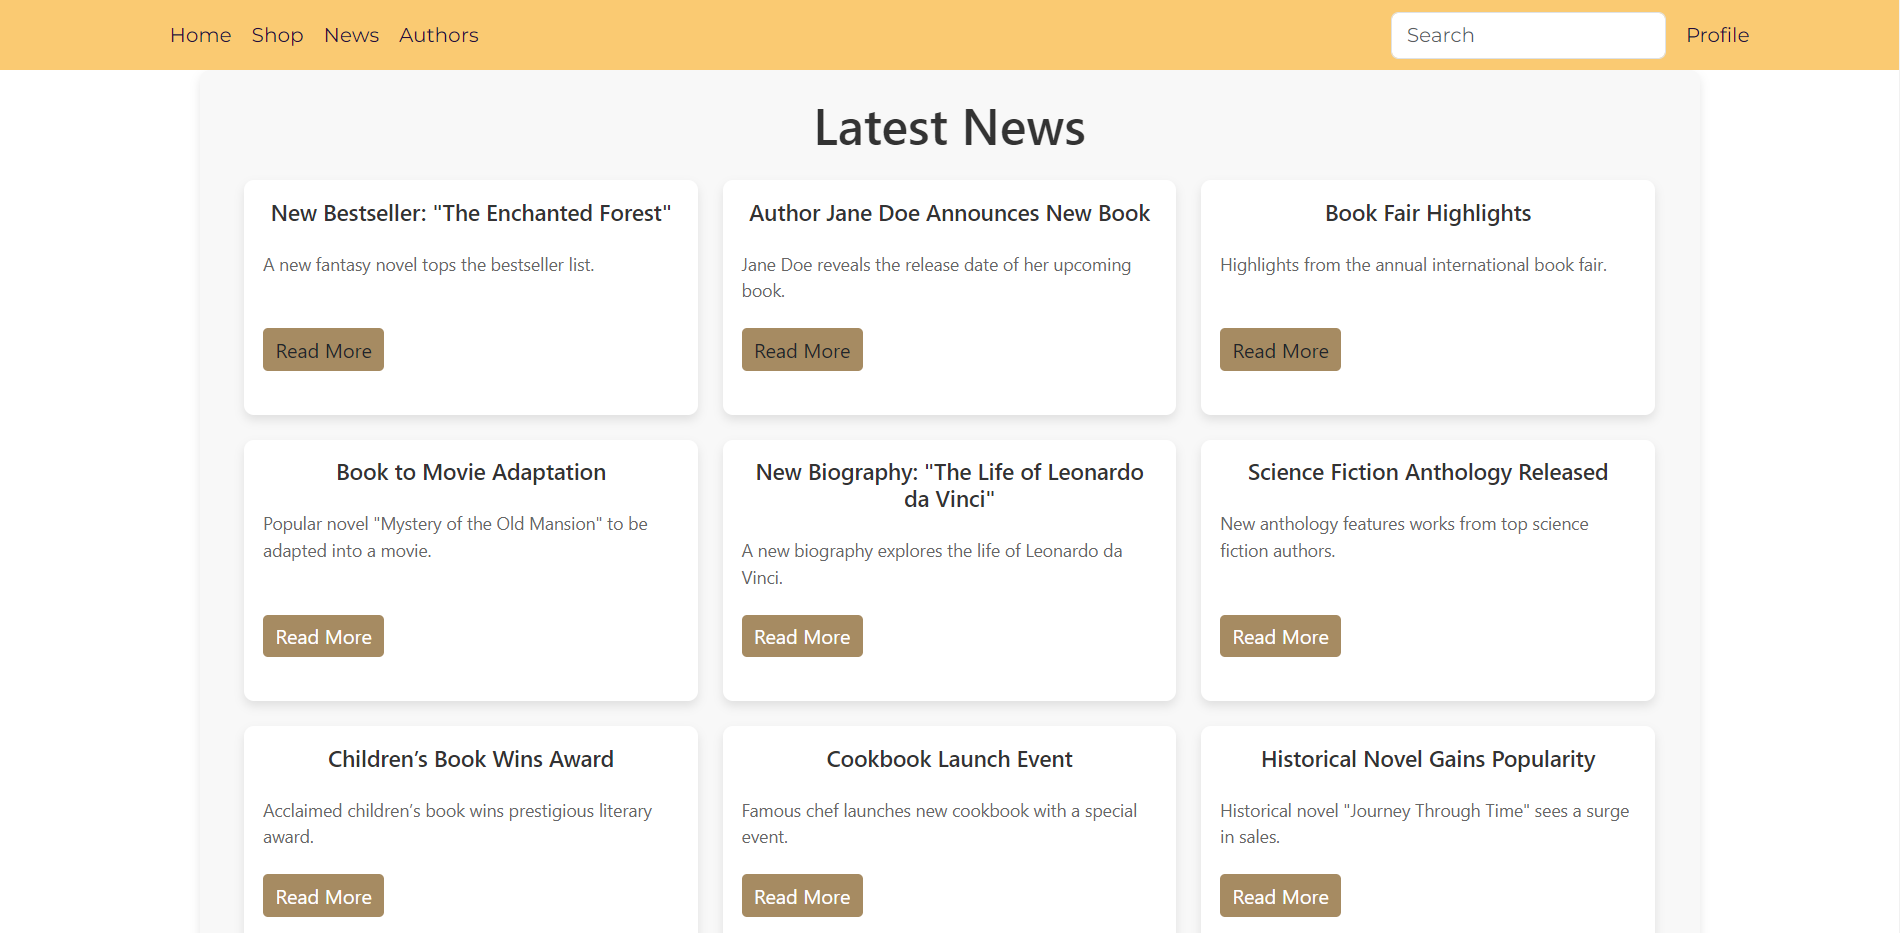 Home Shop News Authors Search Profile
Latest News
New Bestseller: "The Enchanted Forest"
A new fantasy novel tops the bestseller list.
Read More
Author Jane Doe Announces New Book
Jane Doe reveals the release date of her upcoming
book.
Read More
Book Fair Highlights
Highlights from the annual international book fair.
Read More
Book to Movie Adaptation
Popular novel "Mystery of the Old Mansion" to be
adapted into a movie.
Read More
New Biography: "The Life of Leonardo
da Vinci"
A new biography explores the life of Leonardo da
Vinci.
Read More
Science Fiction Anthology Released
New anthology features works from top science
fiction authors.
Read More
Children’s Book Wins Award
Acclaimed children’s book wins prestigious literary
award.
Read More
Cookbook Launch Event
Famous chef launches new cookbook with a special
event.
Read More
Historical Novel Gains Popularity
Historical novel "Journey Through Time" sees a surge
in sales.
Read More